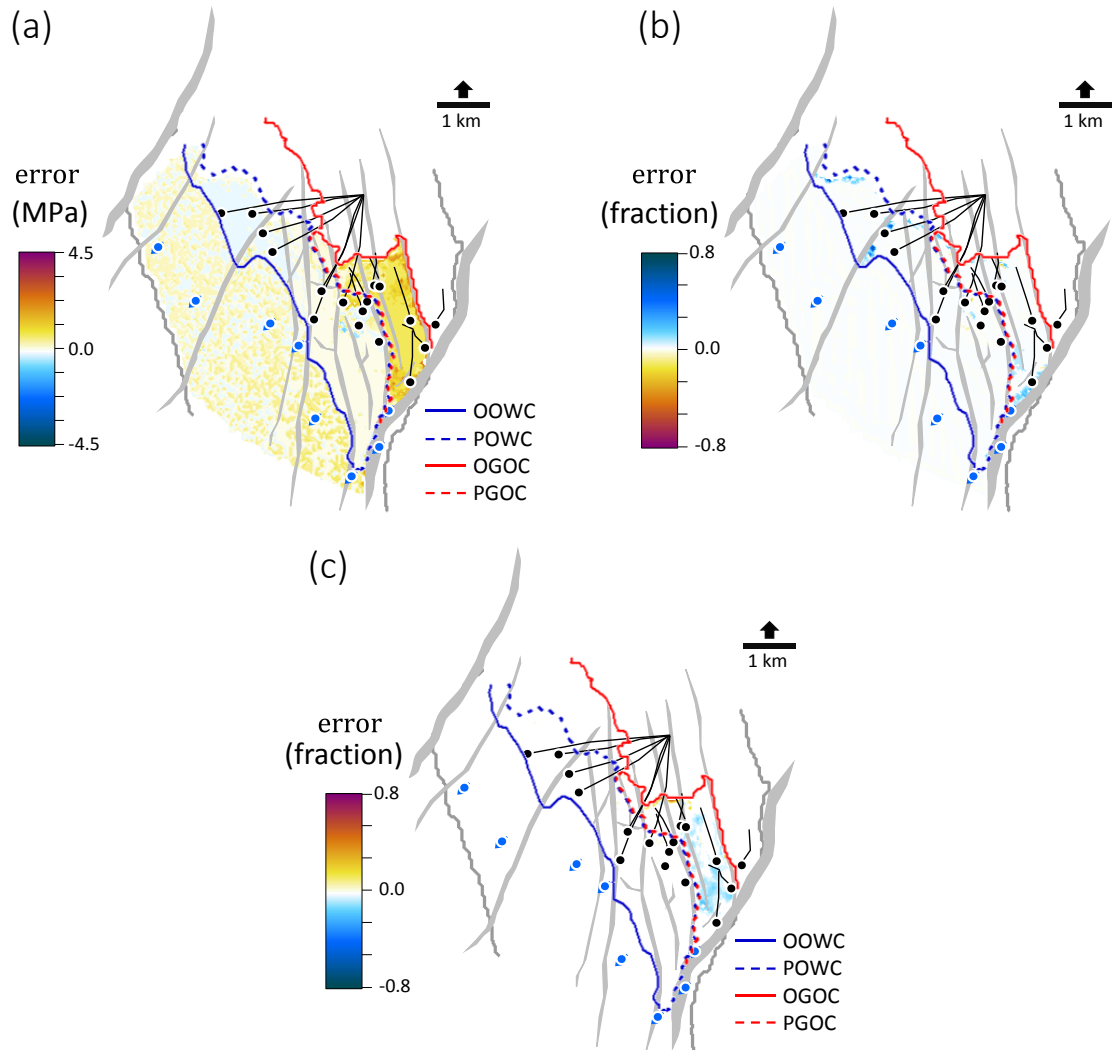 (a)
1 km
error
(MPa)
4.5
0.0
-4.5
OOWC
POWC
OGOC
PGOC
(b)
1 km
error
(fraction)
0.8
0.0
-0.8
(c)
1 km
error
(fraction)
0.8
0.0
-0.8
OOWC
POWC
OGOC
PGOC